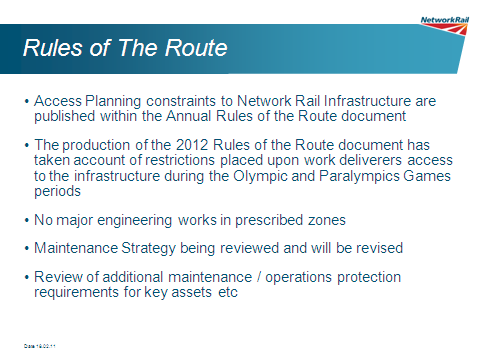 NetworkRail
Rules of The Route
• Access Planning constraints to Network Rail Infrastructure are
published within the Annual Rules of the Route document
• The production of the 2012 Rules of the Route document has
taken account of restrictions placed upon work deliverers access
to the infrastructure during the Olympic and Paralympics Games
periods
• No major engineering works in prescribed zones
• Maintenance Strategy being reviewed and will be revised
• Review of additional maintenance / operations protection
requirements for key assets etc
Date